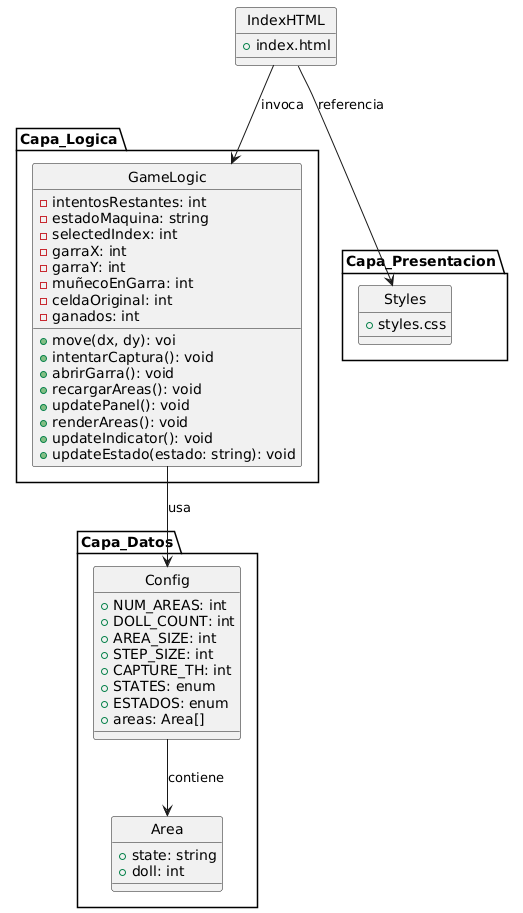 IndexHTML
index.html
invoca
referencia
Capa_Logica
GameLogic
intentosRestantes: int
estadoMaquina: string
selectedIndex: int
garraX: int
garraY: int
muñecoEnGarra: int
celdaOriginal: int
ganados: int
move(dx, dy): voi
intentarCaptura(): void
abrirGarra(): void
recargarAreas(): void
updatePanel(): void
renderAreas(): void
updateIndicator(): void
updateEstado(estado: string): void
Capa_Presentacion
Styles
styles.css
usa
Capa_Datos
Config
NUM_AREAS: int
DOLL_COUNT: int
AREA_SIZE: int
STEP_SIZE: int
CAPTURE_TH: int
STATES: enum
ESTADOS: enum
areas: Area[]
contiene
Area
state: string
doll: int